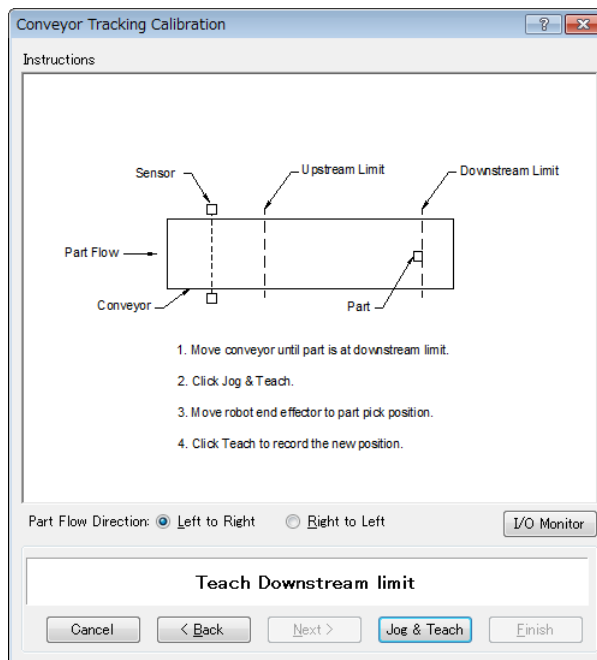 Conveyor Tracking Calibration
Instructions
Sensor
Upstream Limit
Downstream Limit
Part Flow
Conveyor
Part
1. Move conveyor until part is at downstream limit.
2. Click Jog & Teach.
3. Move robot end effector to part pick position.
4. Click Teach to record the new position.
Part Flow Direction: Left to Right Right to Left I/O Monitor
Teach Downstream limit
Cancel < Back Next > Jog & Teach Finish